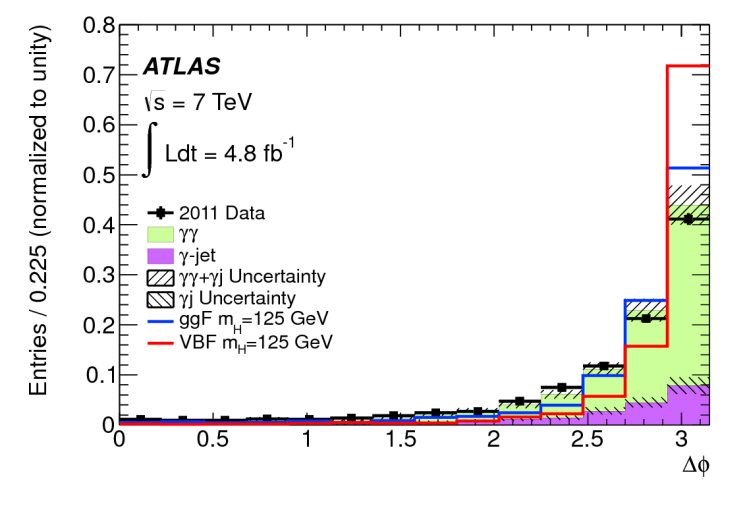 Entries / 0.225 (normalized to unity)
0.8
0.7
0.6
0.5
0.4
0.3
0.2
0.1
0
ATLAS
√s = 7 TeV
∫ Ldt = 4.8 fb⁻¹
2011 Data
γγ
γ-jet
γγ+γj Uncertainty
γj Uncertainty
ggF m_H=125 GeV
VBF m_H=125 GeV
0 0.5 1 1.5 2 2.5 3
Δϕ